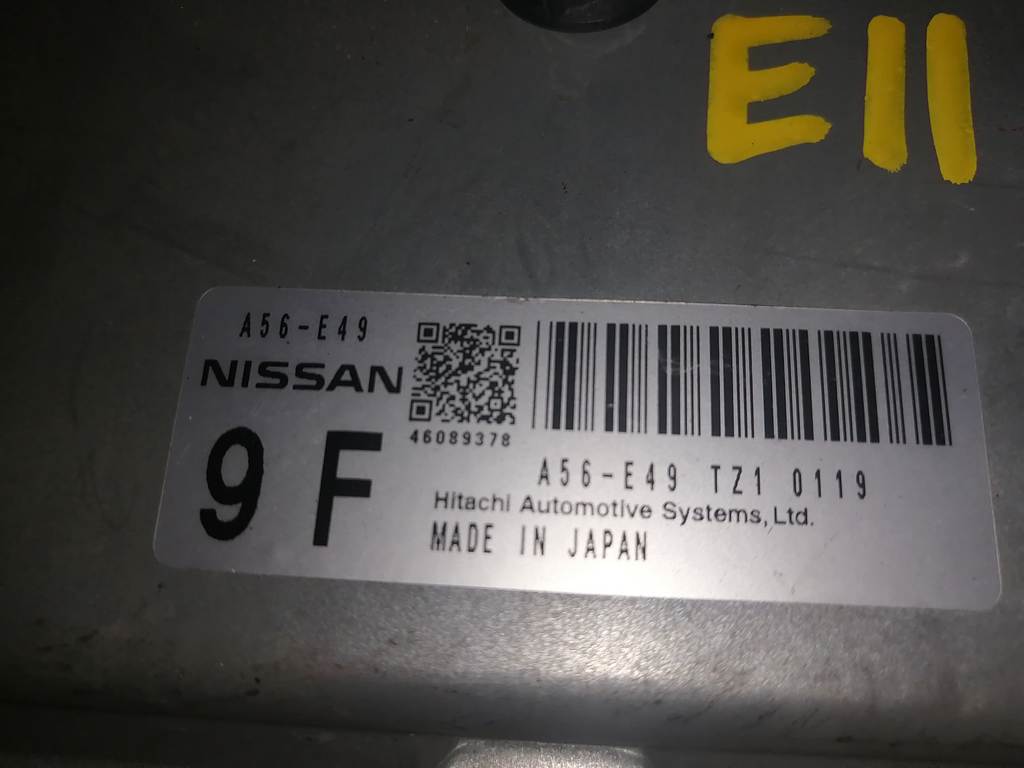 E11
A56-E49
NISSAN
9 F
46089378
A56-E49 TZ1 0119
Hitachi Automotive Systems, Ltd.
MADE IN JAPAN